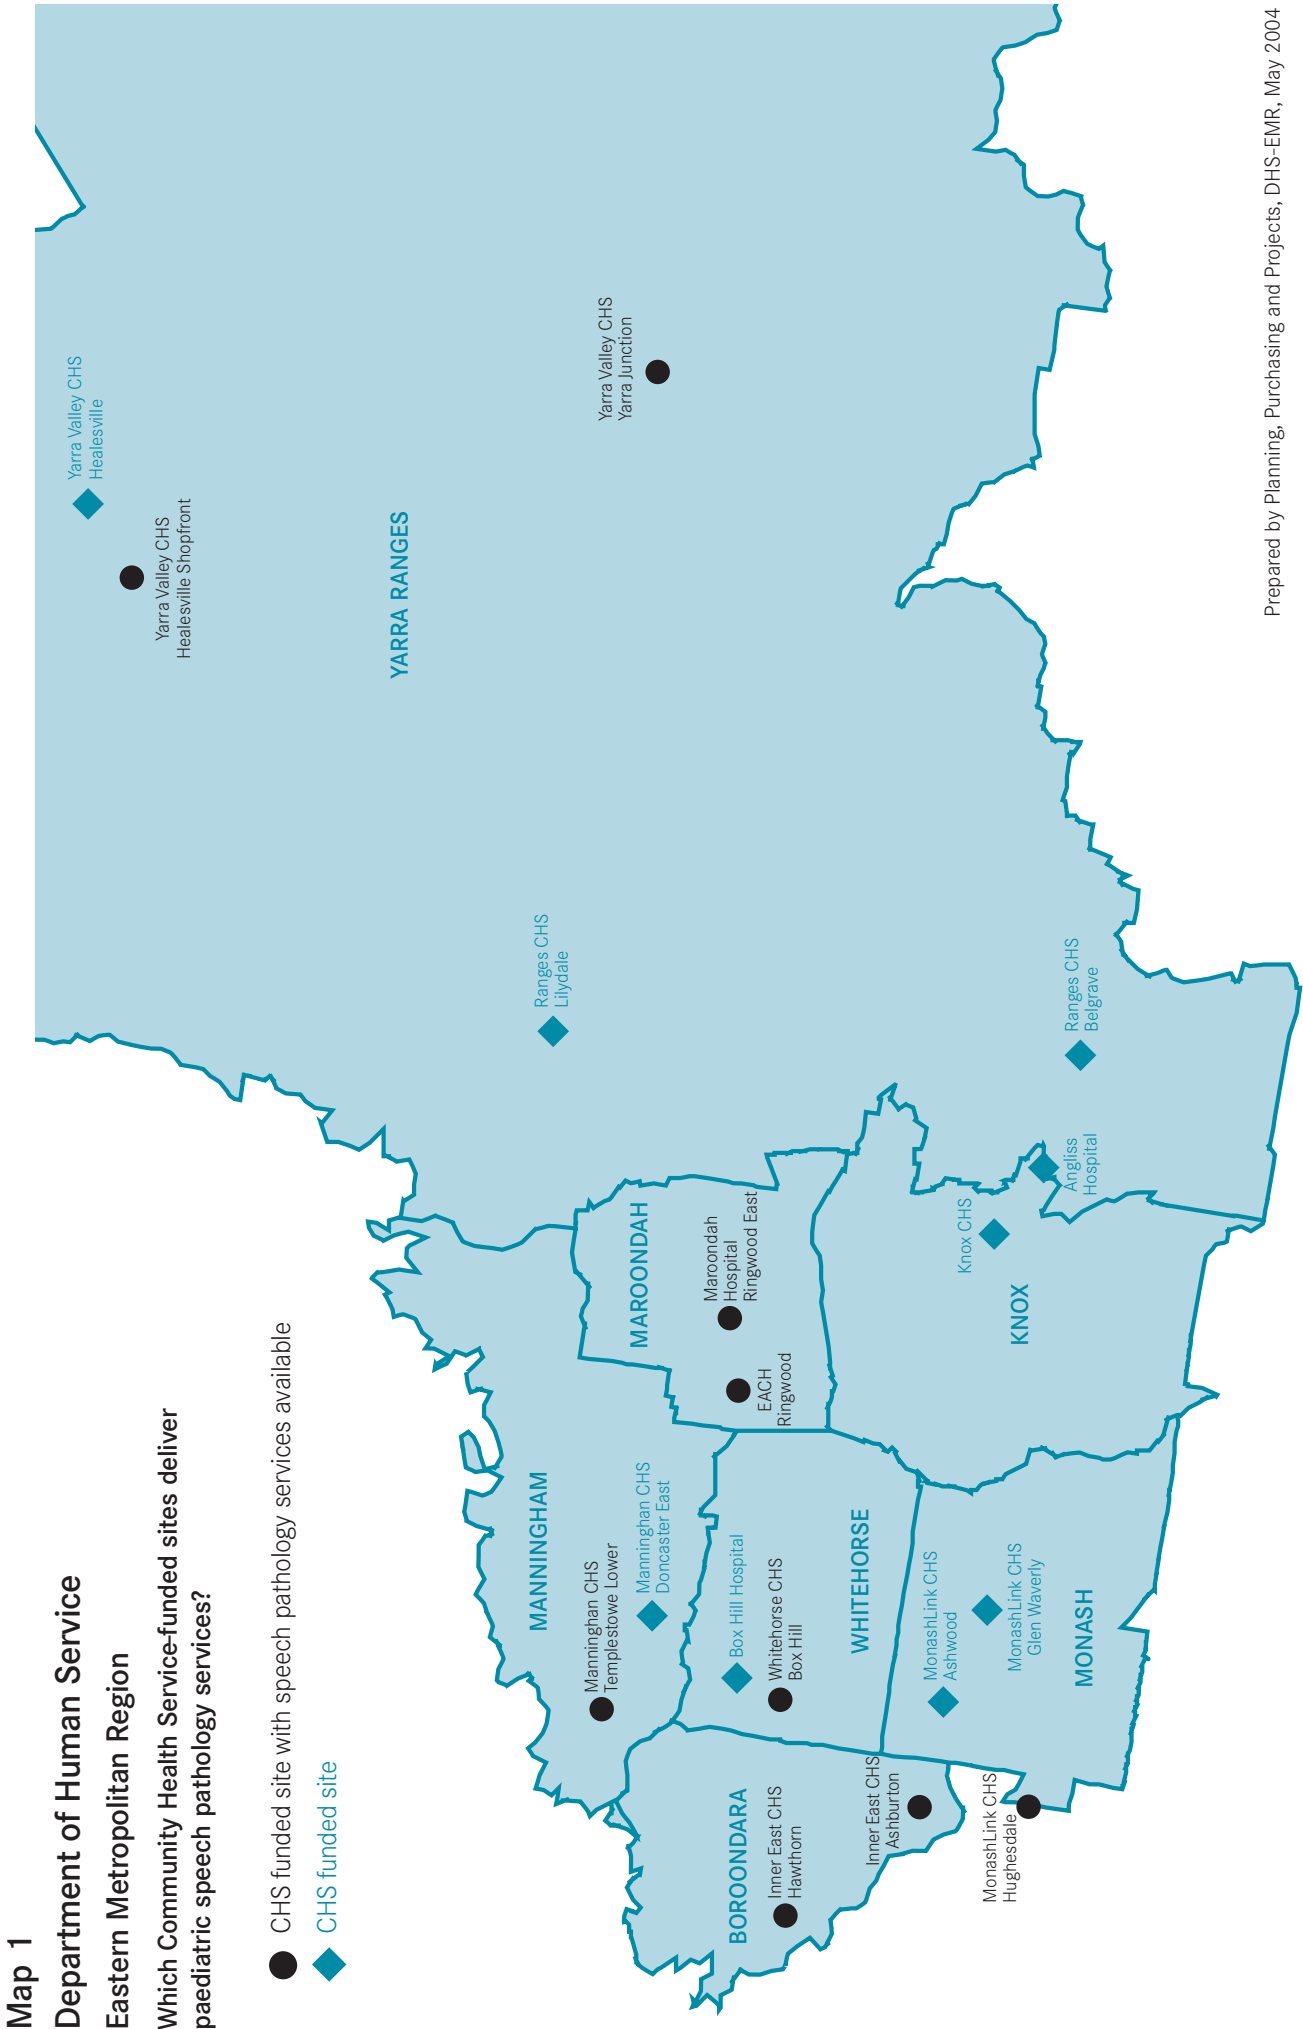 Map 1
Department of Human Service
Eastern Metropolitan Region
Which Community Health Service-funded sites deliver
paediatric speech pathology services?
CHS funded site with speech pathology services available
CHS funded site
Yarra Valley CHS
Healesville
Yarra Valley CHS
Healesville Shopfront
YARRA RANGES
Yarra Valley CHS
Yarra Junction
Ranges CHS
Lilydale
MANNINGHAM
Manninghan CHS
Templestowe Lower
Manninghan CHS
Doncaster East
MAROONDAH
Maroondah
Hospital
Ringwood East
EACH
Ringwood
BOROONDARA
Inner East CHS
Hawthorn
Inner East CHS
Ashburton
Box Hill Hospital
Whitehorse CHS
Box Hill
WHITEHORSE
MonashLink CHS
Ashwood
MonashLink CHS
Glen Waverly
MonashLink CHS
Hughesdale
MONASH
Knox CHS
KNOX
Angliss
Hospital
Ranges CHS
Belgrave
Prepared by Planning, Purchasing and Projects, DHS-EMR, May 2004